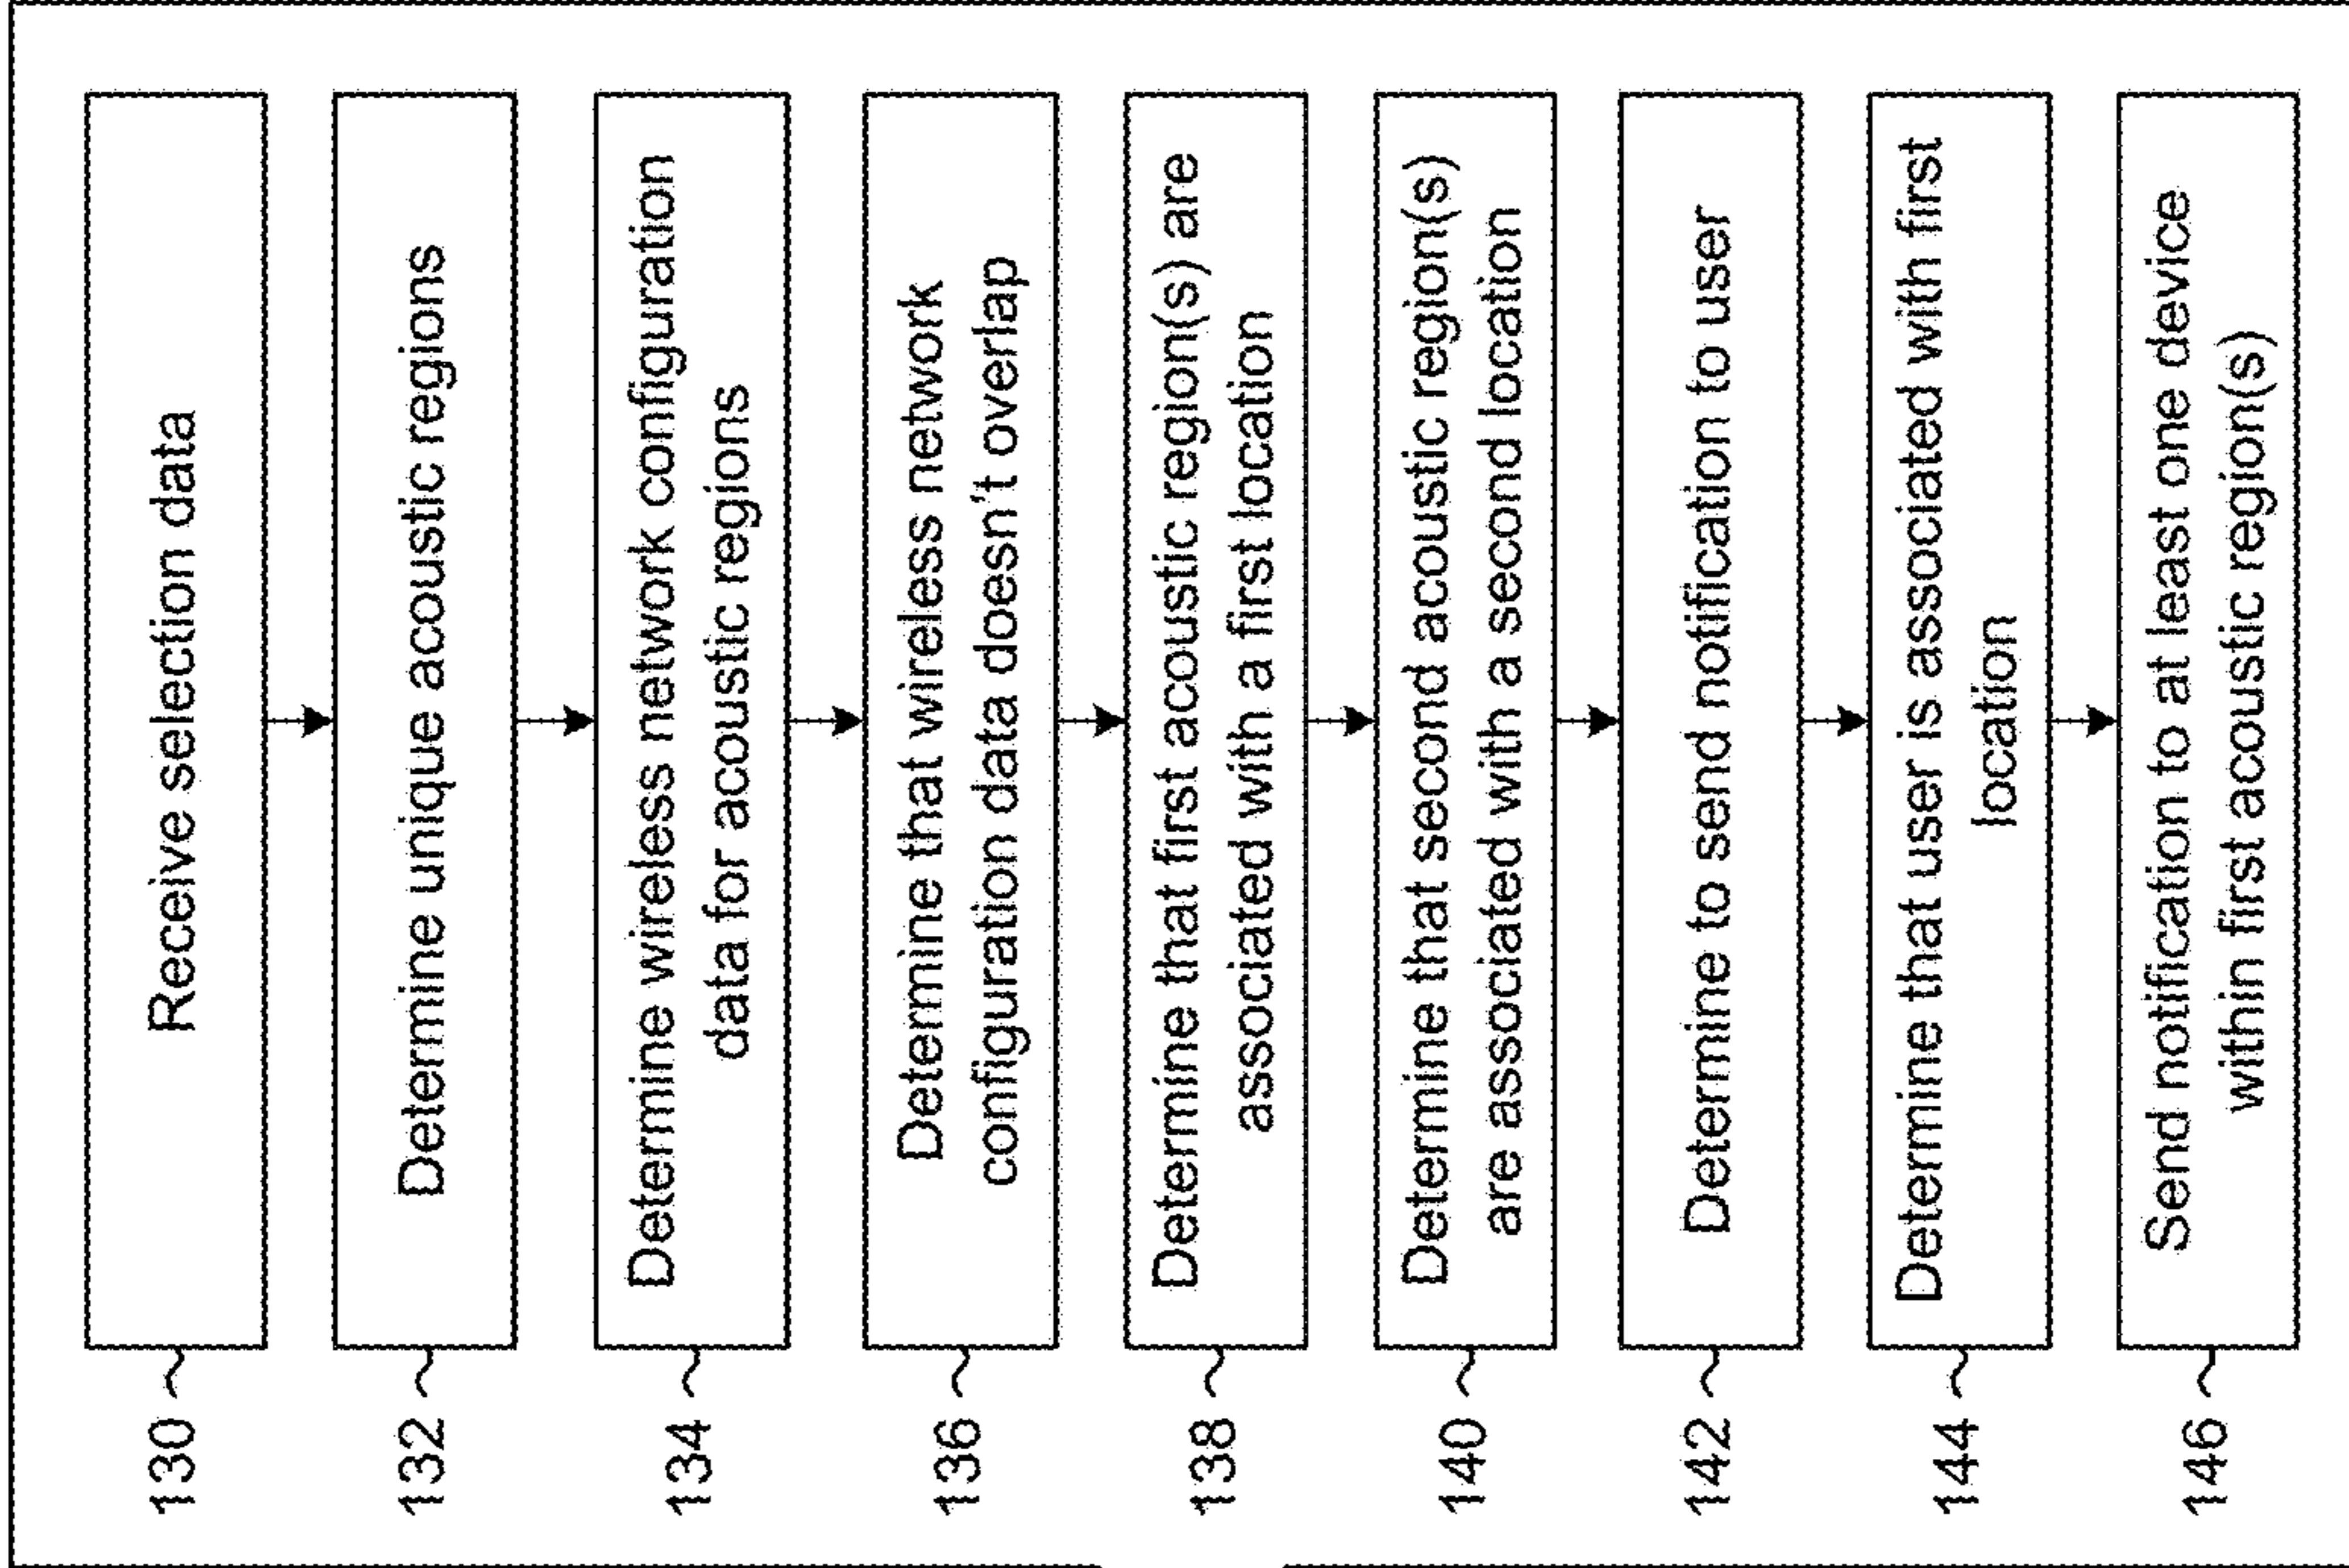 130
Receive selection data
132
Determine unique acoustic regions
134
Determine wireless network configuration
data for acoustic regions
136
Determine that wireless network
configuration data doesn't overlap
138
Determine that first acoustic region(s) are
associated with a first location
140
Determine that second acoustic region(s)
are associated with a second location
142
Determine to send notification to user
144
Determine that user is associated with first
location
146
Send notification to at least one device
within first acoustic region(s)